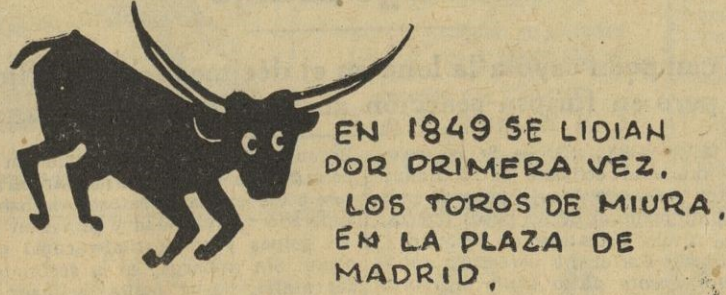 EN 1849 SE LIDIAN
POR PRIMERA VEZ.
LOS TOROS DE MIURA.
EN LA PLAZA DE
MADRID.